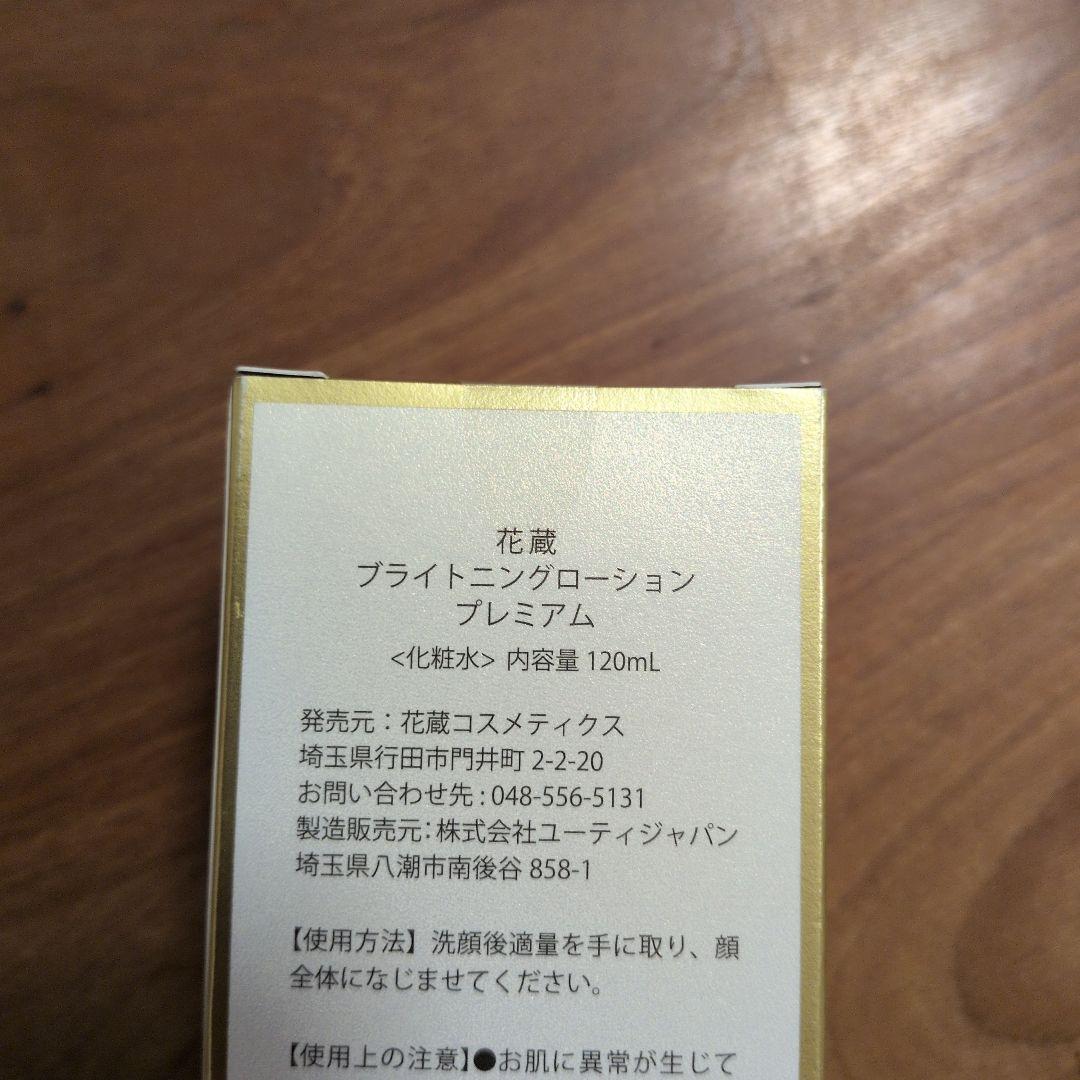 花蔵
ブライトニングローション
プレミアム
<化粧水> 内容量 120mL
発売元：花蔵コスメティクス
埼玉県行田市門井町 2-2-20
お問い合わせ先 : 048-556-5131
製造販売元：株式会社ユーティジャパン
埼玉県八潮市南後谷 858-1
【使用方法】洗顔後適量を手に取り、顔
全体になじませてください。
【使用上の注意】●お肌に異常が生じて